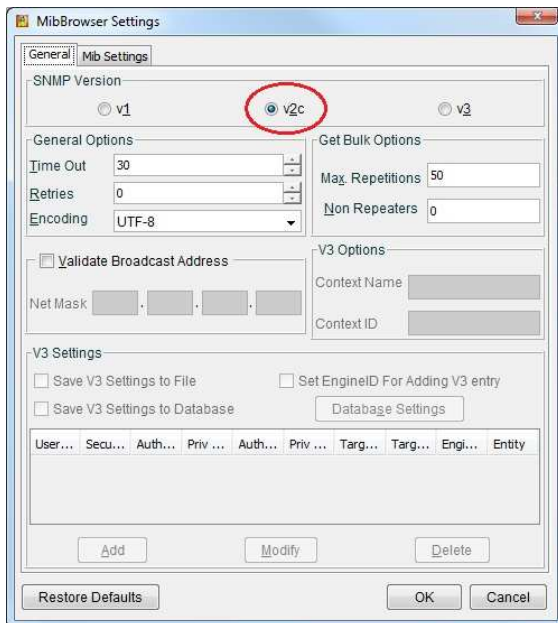 MibBrowser Settings
General Mib Settings
SNMP Version
v1 v2c v3
General Options
Time Out 30
Retries 0
Encoding UTF-8
Get Bulk Options
Max. Repetitions 50
Non Repeaters 0
Validate Broadcast Address
Net Mask . . .
V3 Options
Context Name
Context ID
V3 Settings
Save V3 Settings to File Set EngineID For Adding V3 entry
Save V3 Settings to Database Database Settings
User... Secu... Auth... Priv ... Auth... Priv ... Targ... Targ... Engi... Entity
Add Modify Delete
Restore Defaults OK Cancel